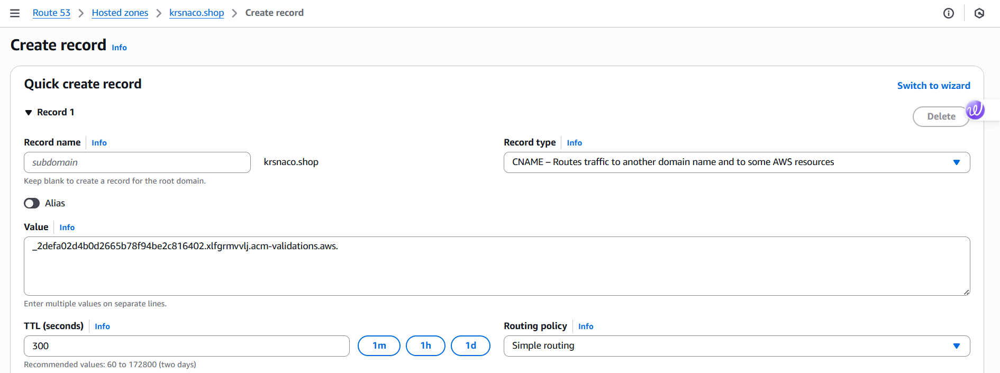 Route 53 > Hosted zones > krsnaco.shop > Create record
Create record Info
Quick create record
Switch to wizard
Record 1
Delete
Record name Info
Record type Info
subdomain krsnaco.shop
CNAME – Routes traffic to another domain name and to some AWS resources
Keep blank to create a record for the root domain.
Alias
Value Info
_2defa02d4b0d2665b78f94be2c816402.xlfgrmvvlj.acm-validations.aws.
Enter multiple values on separate lines.
TTL (seconds) Info
Routing policy Info
300 1m 1h 1d
Simple routing
Recommended values: 60 to 172800 (two days)